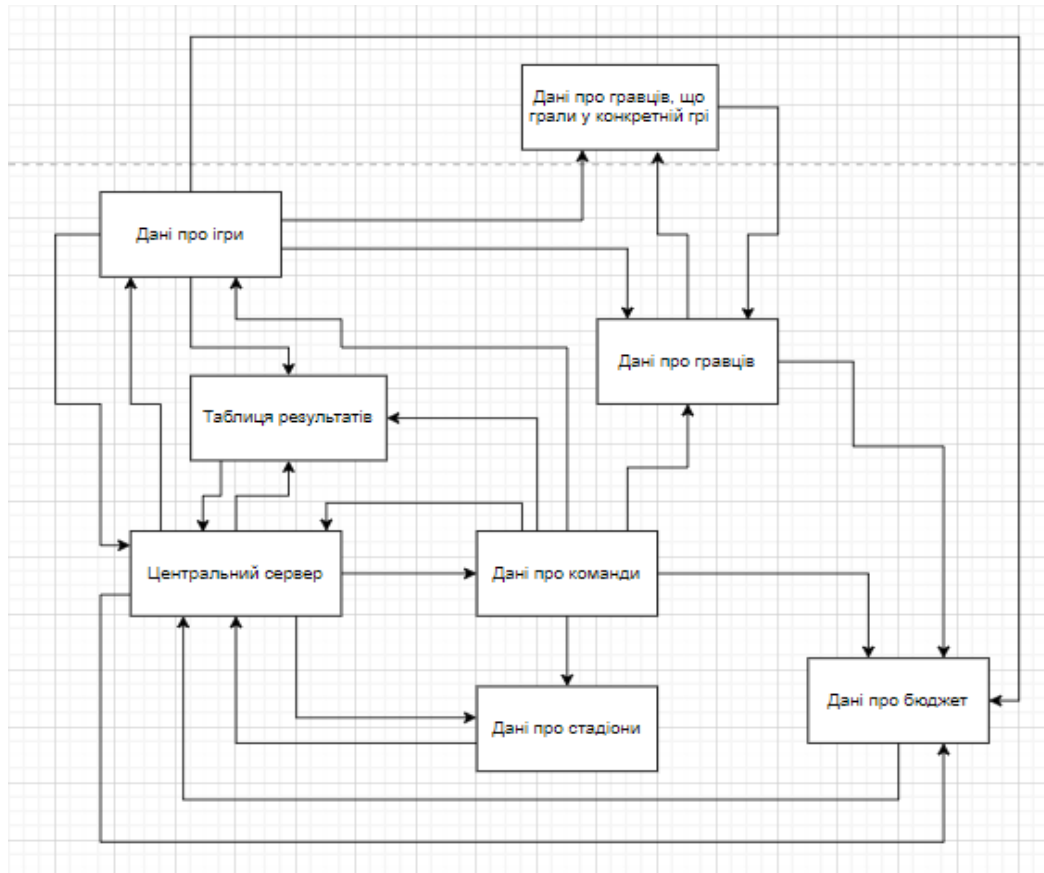 Дані про гравців, що
грали у конкретній грі
Дані про ігри
Дані про гравців
Таблиця результатів
Центральний сервер
Дані про команди
Дані про бюджет
Дані про стадіони